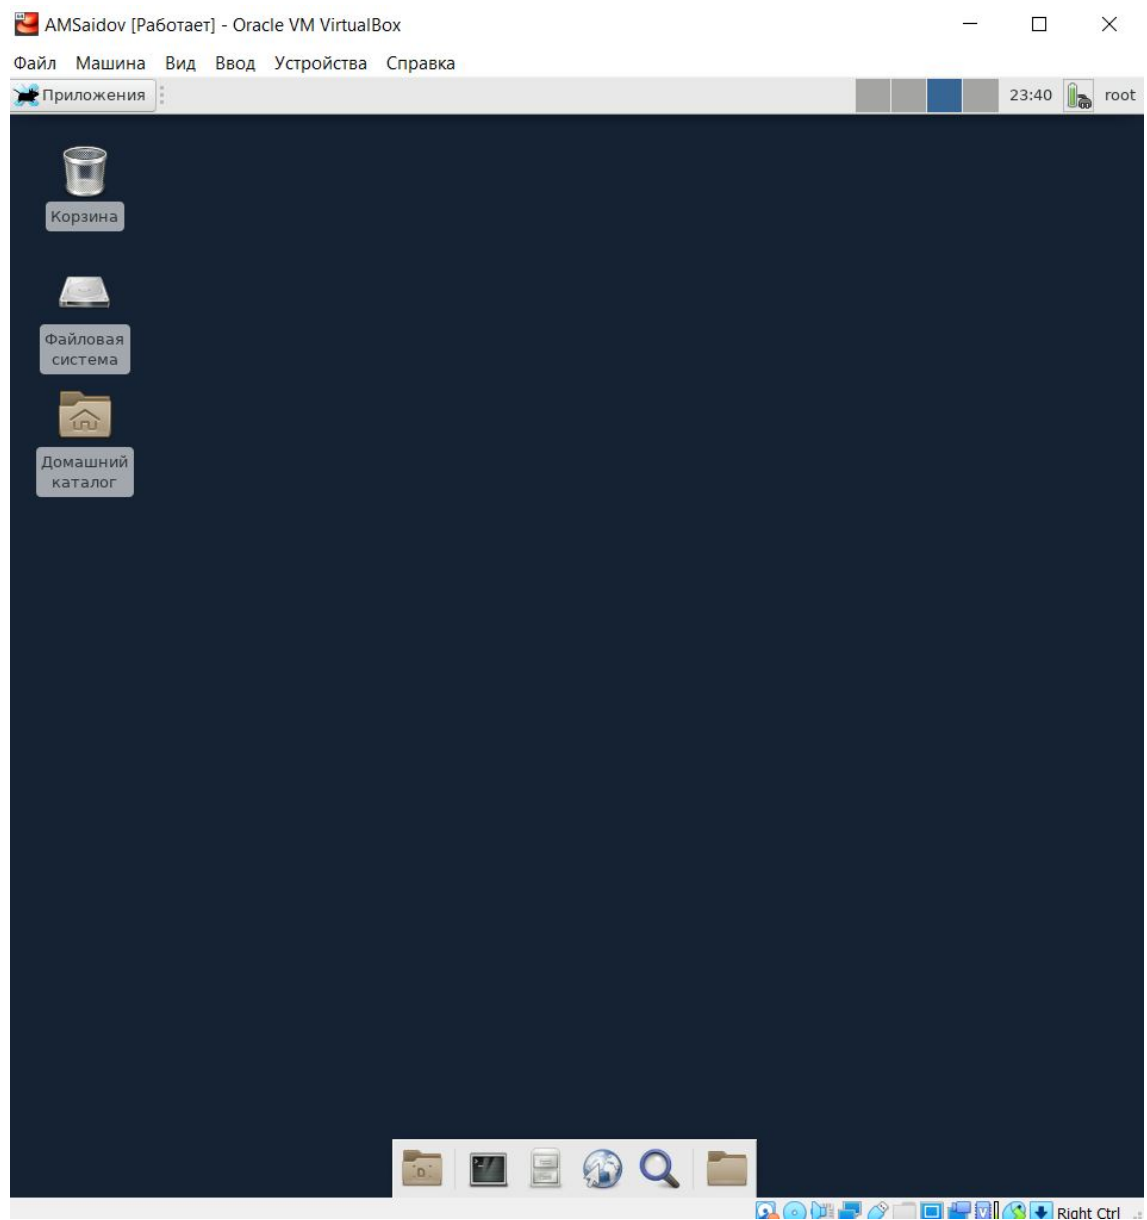 AMSaidov [Работает] - Oracle VM VirtualBox
Файл Машина Вид Ввод Устройства Справка
Приложения 23:40 root
Корзина
Файловая
система
Домашний
каталог
Right Ctrl